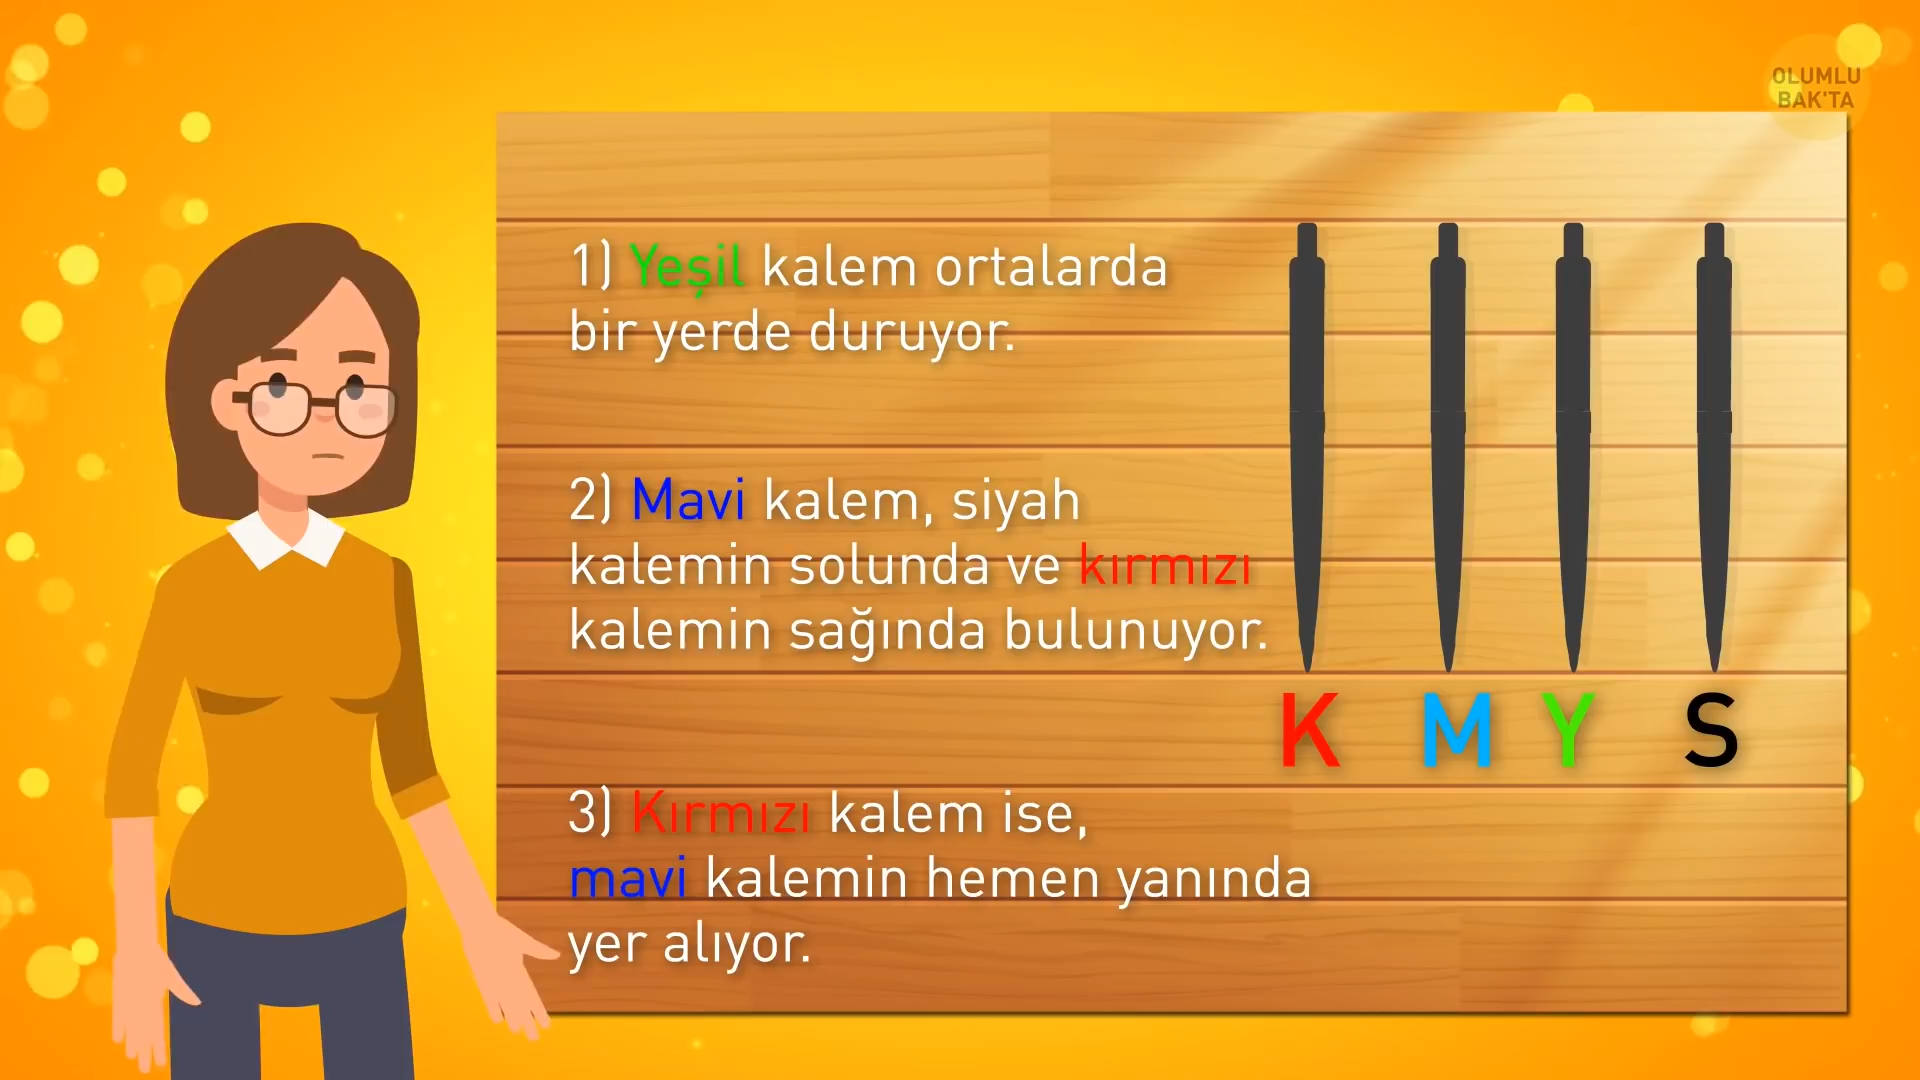 OLUMLU
BAK'TA
1) Yeşil kalem ortalarda
bir yerde duruyor.
2) Mavi kalem, siyah
kalemin solunda ve kırmızı
kalemin sağında bulunuyor.
K M Y S
3) Kırmızı kalem ise,
mavi kalemin hemen yanında
yer alıyor.